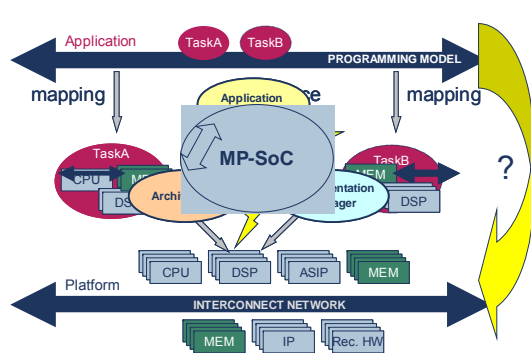 Application
TaskA
TaskB
PROGRAMMING MODEL
mapping
Application
mapping
TaskA
MP-SoC
TaskB
CPU
MEM
?
DSP
DSP
CPU
DSP
ASIP
MEM
Platform
INTERCONNECT NETWORK
MEM
IP
Rec. HW